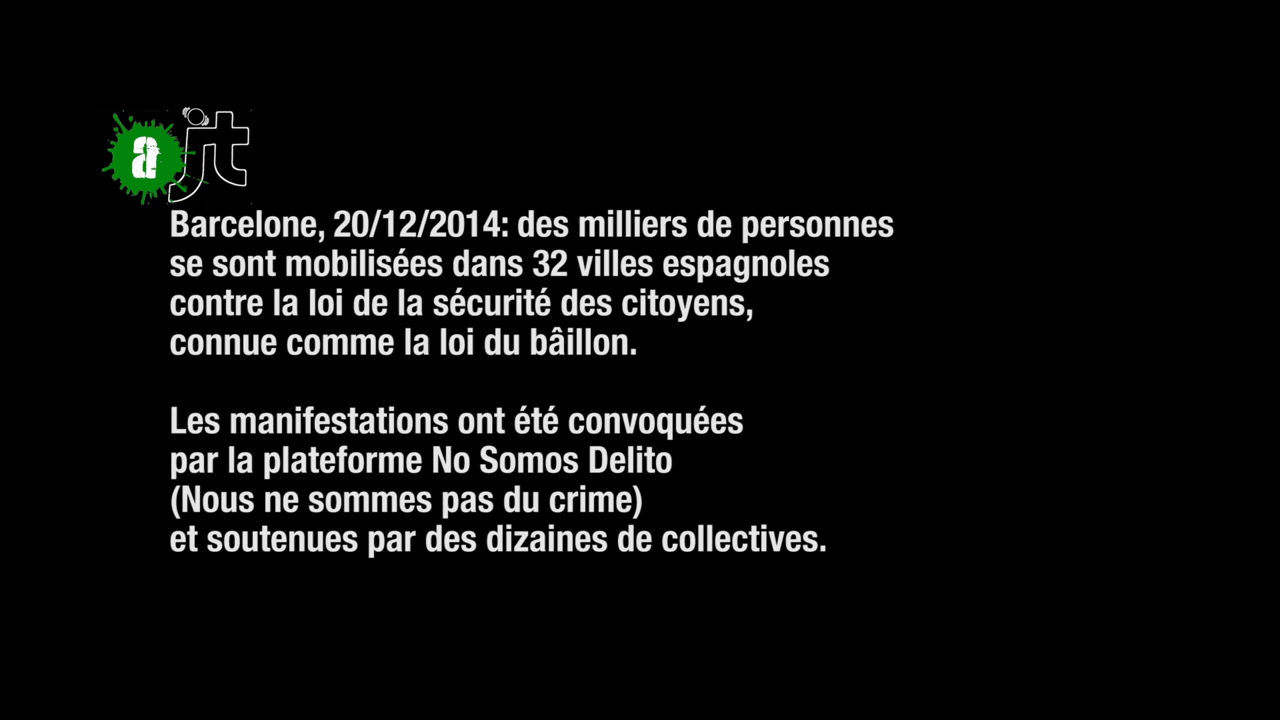 a jt
Barcelone, 20/12/2014: des milliers de personnes
se sont mobilisées dans 32 villes espagnoles
contre la loi de la sécurité des citoyens,
connue comme la loi du bâillon.
Les manifestations ont été convoquées
par la plateforme No Somos Delito
(Nous ne sommes pas du crime)
et soutenues par des dizaines de collectives.